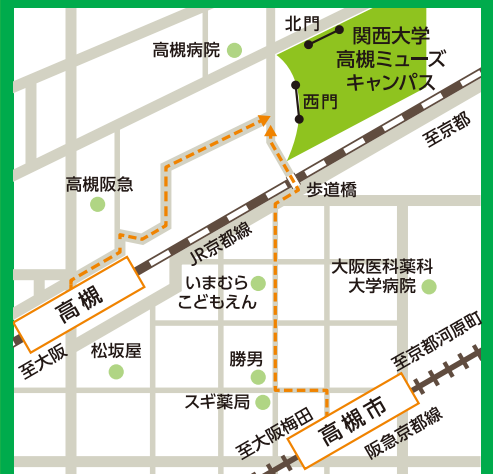 北門
関西大学
高槻ミューズ
キャンパス
高槻病院
西門
至京都
高槻阪急
歩道橋
JR京都線
大阪医科薬科
大学病院
いまむら
こどもえん
高槻
至大阪
松坂屋
勝男
至京都河原町
スギ薬局
高槻市
至大阪梅田
阪急京都線